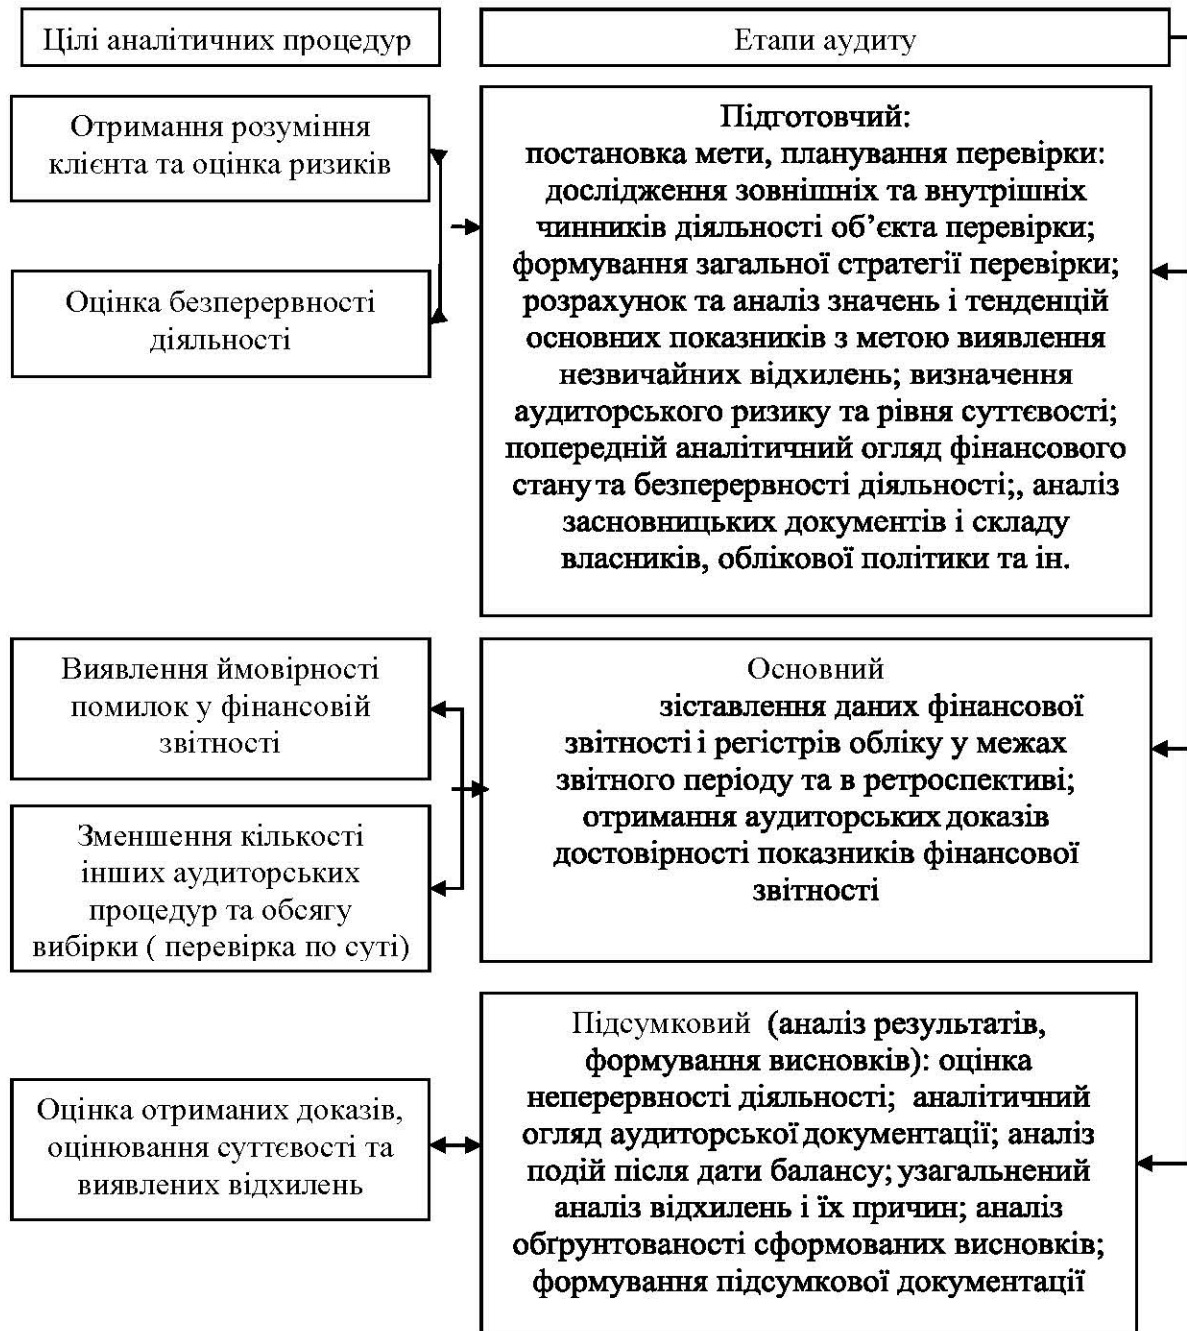 Цілі аналітичних процедур
Етапи аудиту
Отримання розуміння
клієнта та оцінка ризиків
Оцінка безперервності
діяльності
Підготовчий:
постановка мети, планування перевірки:
дослідження зовнішніх та внутрішніх
чинників діяльності об’єкта перевірки;
формування загальної стратегії перевірки;
розрахунок та аналіз значень і тенденцій
основних показників з метою виявлення
незвичайних відхилень; визначення
аудиторського ризику та рівня суттєвості;
попередній аналітичний огляд фінансового
стану та безперервності діяльності;, аналіз
засновницьких документів і складу
власників, облікової політики та ін.
Виявлення ймовірності
помилок у фінансовій
звітності
Зменшення кількості
інших аудиторських
процедур та обсягу
вибірки ( перевірка по суті)
Основний
зіставлення даних фінансової
звітності і регістрів обліку у межах
звітного періоду та в ретроспективі;
отримання аудиторських доказів
достовірності показників фінансової
звітності
Оцінка отриманих доказів,
оцінювання суттєвості та
виявлених відхилень
Підсумковий (аналіз результатів,
формування висновків): оцінка
неперервності діяльності; аналітичний
огляд аудиторської документації; аналіз
подій після дати балансу; узагальнений
аналіз відхилень і їх причин; аналіз
обґрунтованості сформованих висновків;
формування підсумкової документації